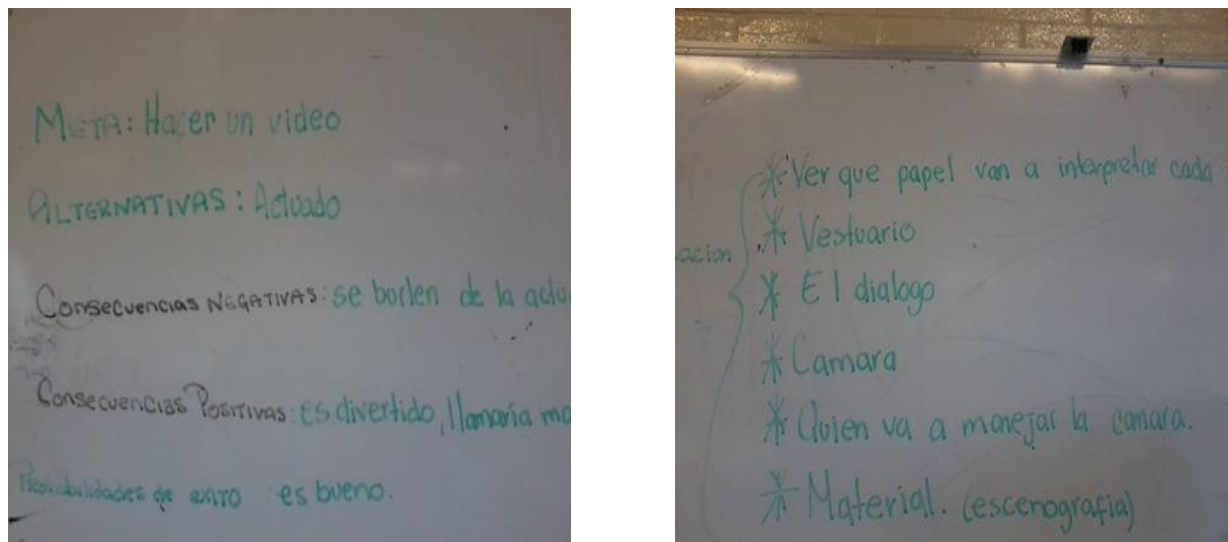 META: Hacer un video
ALTERNATIVAS: Actuado
CONSECUENCIAS NEGATIVAS: se burlen de la actu
CONSECUENCIAS POSITIVAS: es divertido, llamaría ma
Probabilidades de EXITO: es bueno.
acion
* Ver que papel van a interpretar cada
* Vestuario
* El dialogo
* Camara
* Quien va a manejar la camara.
* Material. (escenografia)